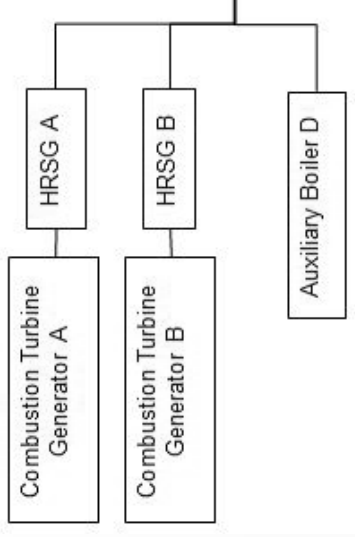 HRSG A
HRSG B
Auxiliary Boiler D
Combustion Turbine
Generator A
Combustion Turbine
Generator B